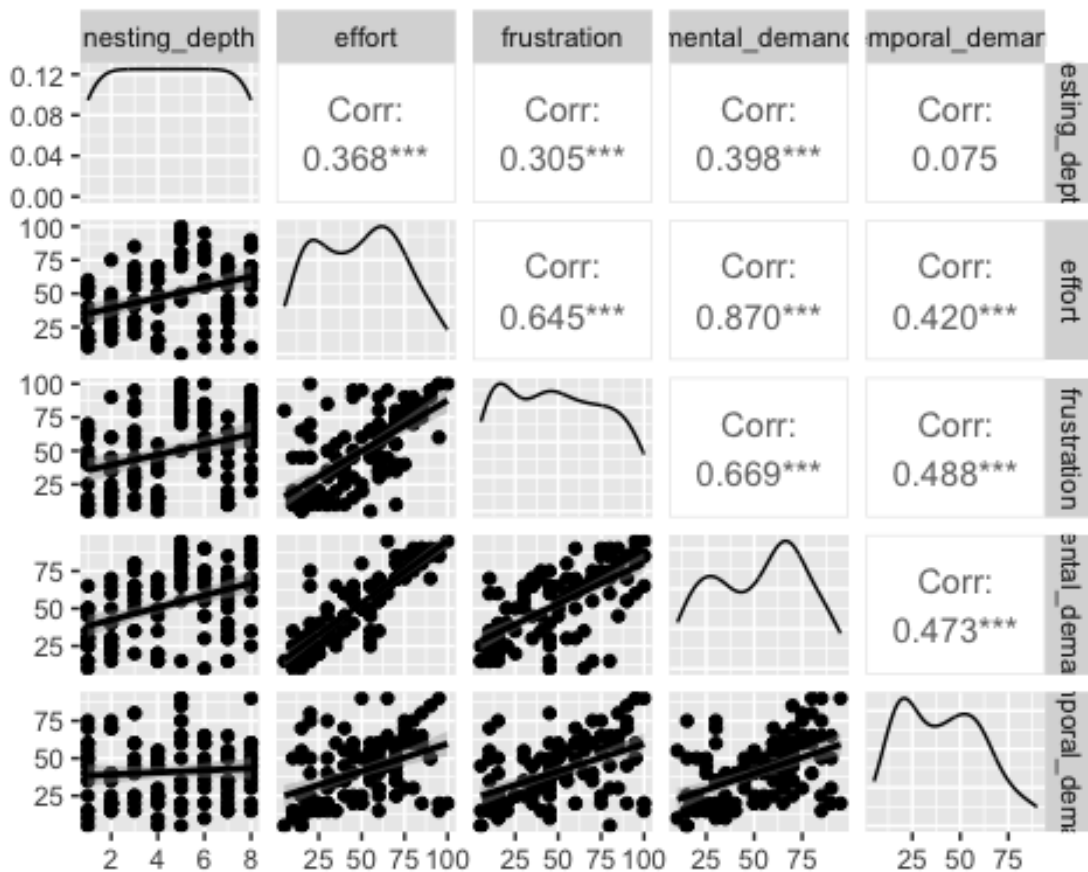 nesting_depth effort frustration mental_demand emporal_deman
0.12
0.08
0.04
0.00
Corr:
0.368***
Corr:
0.305***
Corr:
0.398***
Corr:
0.075
esting_dept
100
75
50
25
Corr:
0.645***
Corr:
0.870***
Corr:
0.420***
effort
100
75
50
25
Corr:
0.669***
Corr:
0.488***
frustration
75
50
25
Corr:
0.473***
ental_dema
75
50
25
poral_dema
2 4 6 8 25 50 75 100 25 50 75 100 25 50 75 25 50 75